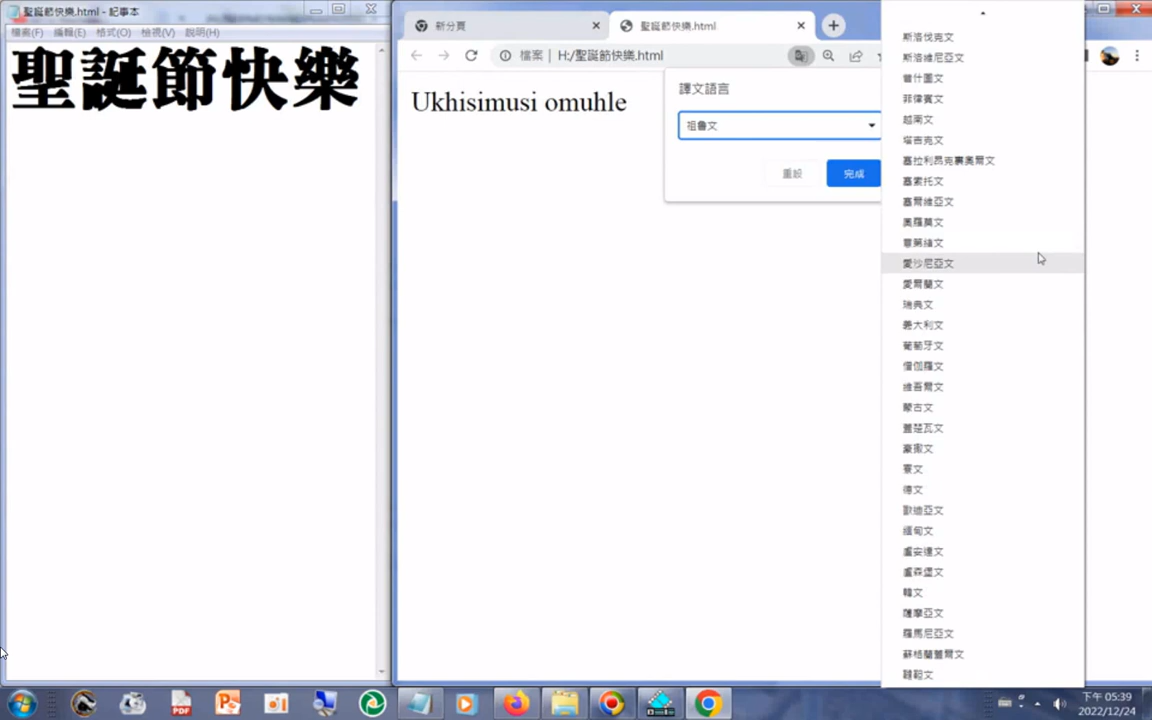 聖誕節快樂.html - 記事本
檔案(F) 編輯(E) 格式(O) 檢視(V) 說明(H)
聖誕節快樂
新分頁
聖誕節快樂.html
檔案 | H:/聖誕節快樂.html
Ukhisimusi omuhle
譯文語言
祖魯文
重設
完成
斯洛伐克文
斯洛維尼亞文
普什圖文
菲律賓文
越南文
塔吉克文
塞拉利昂克裏奧爾文
塞索托文
塞爾維亞文
奧羅莫文
意第緒文
愛沙尼亞文
愛爾蘭文
瑞典文
義大利文
葡萄牙文
僧伽羅文
維吾爾文
蒙古文
蓋楚瓦文
豪撒文
寮文
德文
歐迪亞文
緬甸文
盧安達文
盧森堡文
韓文
薩摩亞文
羅馬尼亞文
蘇格蘭蓋爾文
韃靼文
PDF
下午 05:39
2022/12/24